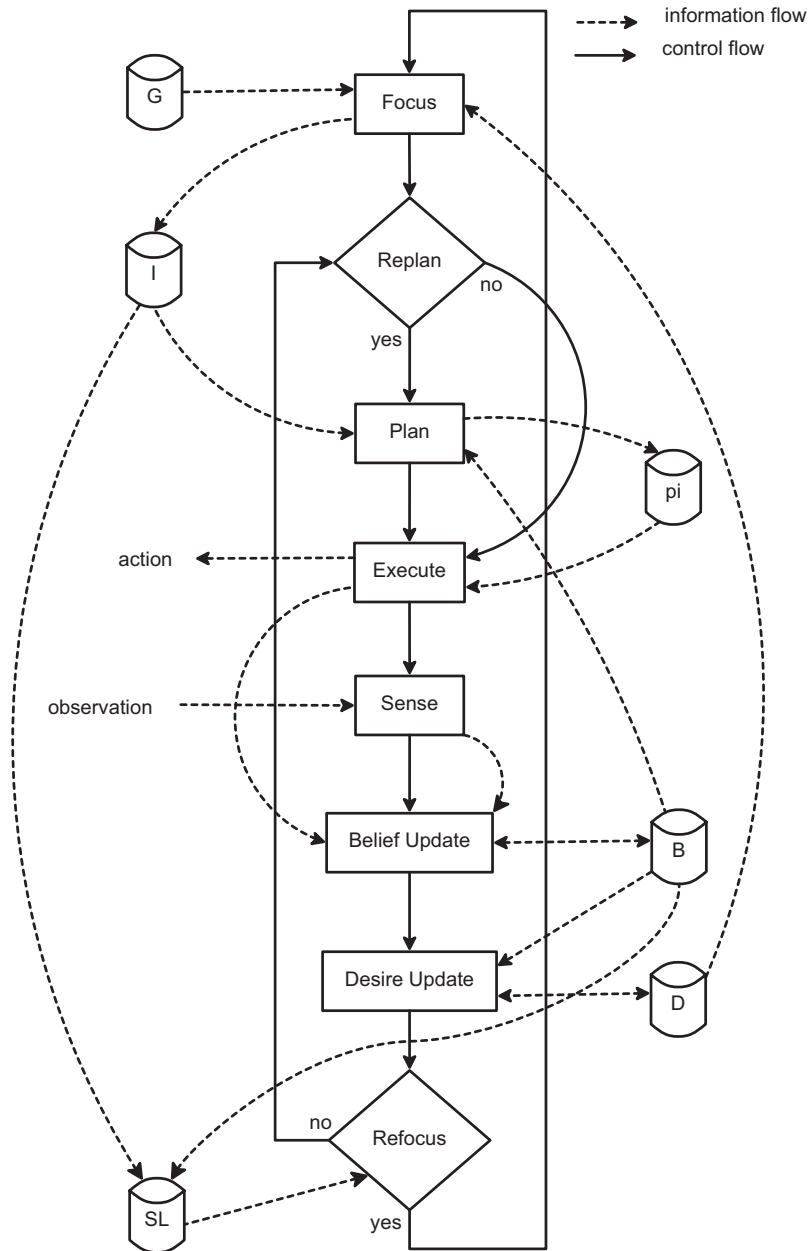 information flow
control flow
G
Focus
I
Replan
no
yes
Plan
pi
action
Execute
observation
Sense
Belief Update
B
Desire Update
D
no
Refocus
SL
yes